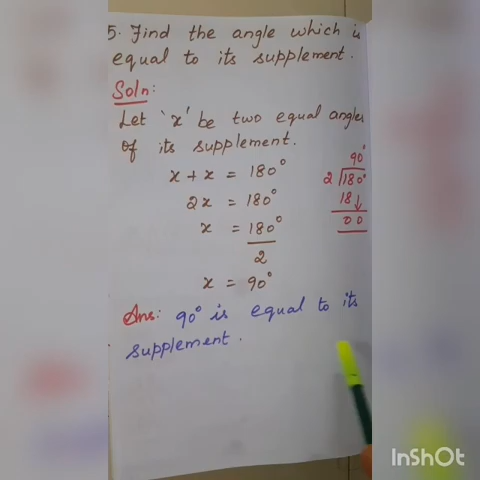 5. Find the angle which is
equal to its supplement.
Soln:
Let 'x' be two equal angles
of its supplement.
x + x = 180°
2x = 180°
x = 180°
2
x = 90°
90°
2 180°
18↓
00
Ans: 90° is equal to its
supplement.
InShOt